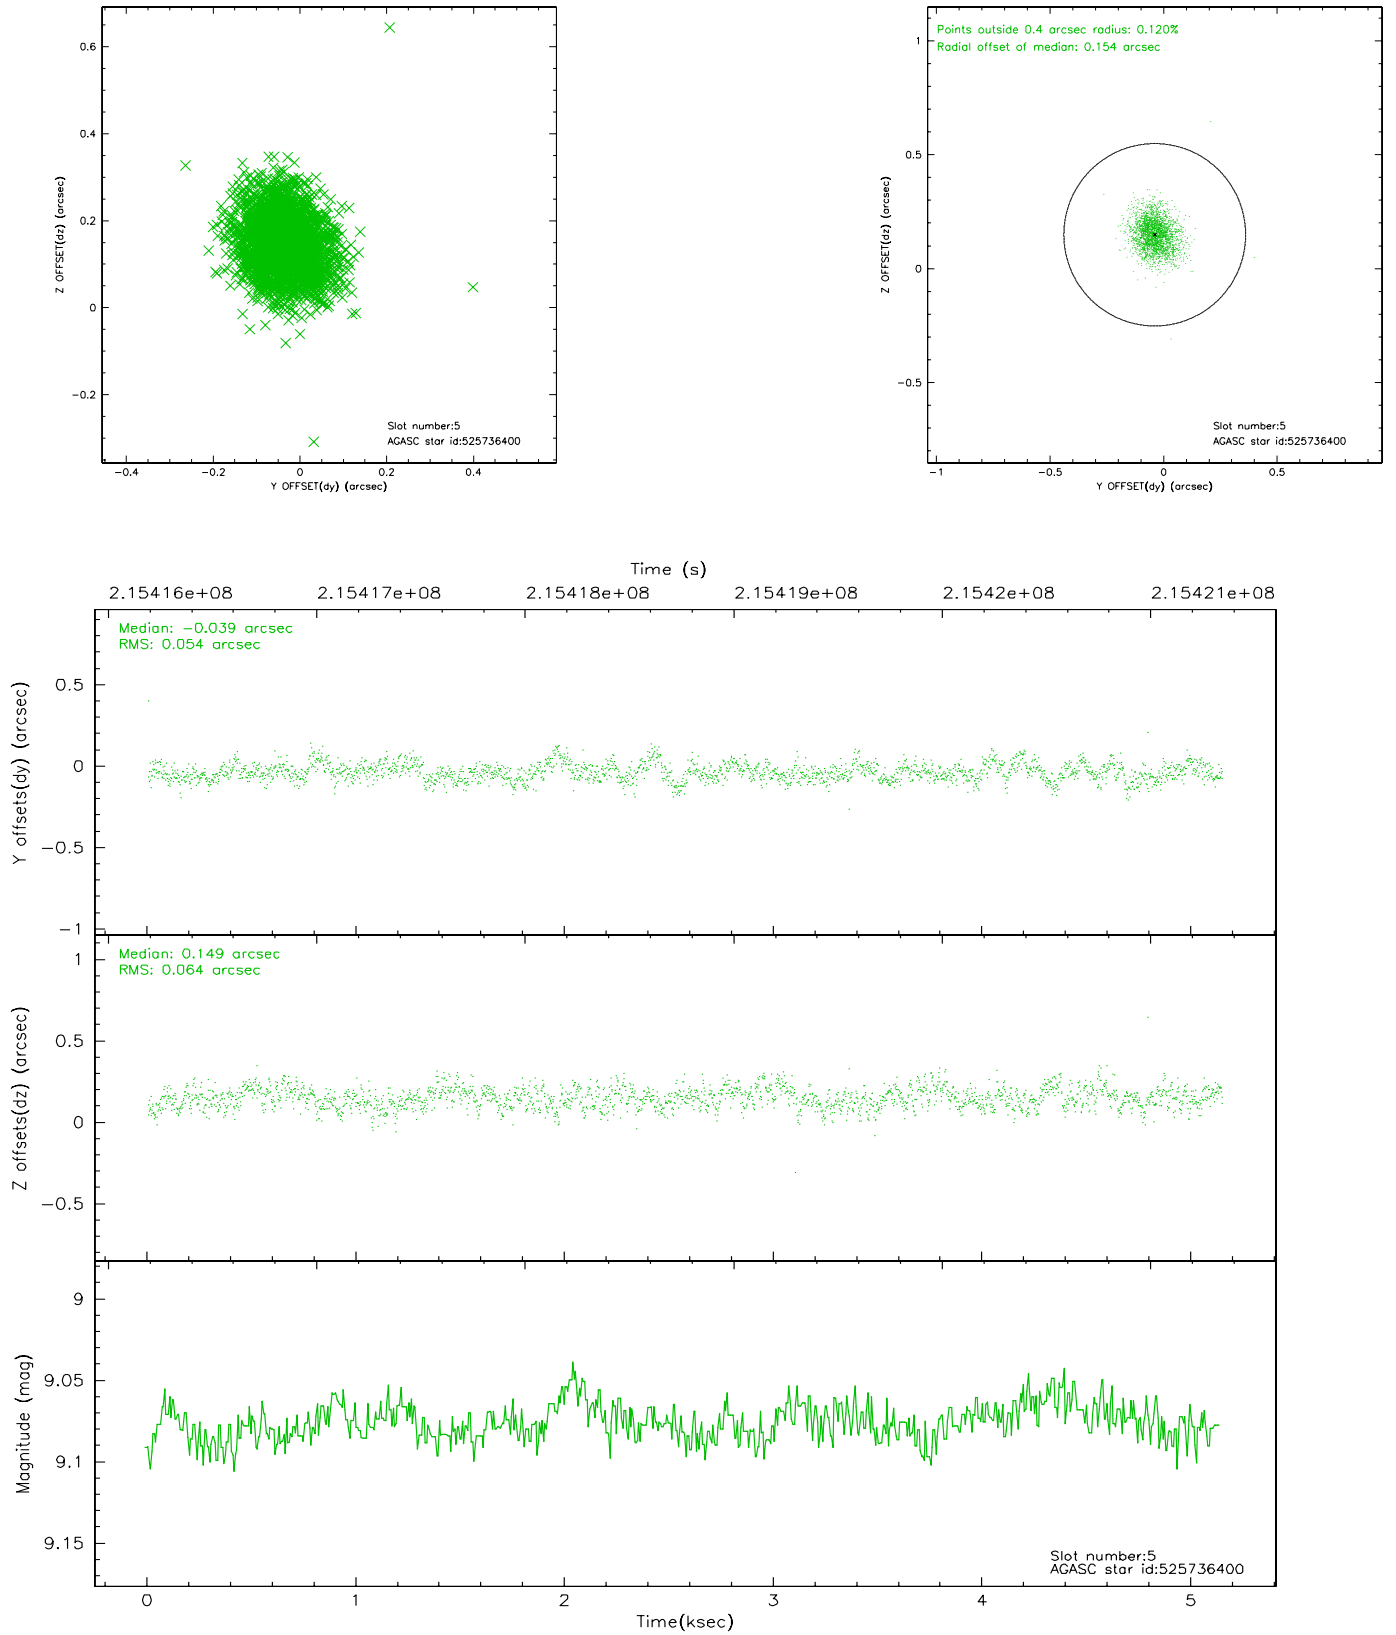 0.6
0.4
0.2
0
−0.2
Z OFFSET(dz) (arcsec)
Slot number:5
AGASC star id:525736400
−0.4 −0.2 0 0.2 0.4
Y OFFSET(dy) (arcsec)
Points outside 0.4 arcsec radius: 0.120%
Radial offset of median: 0.154 arcsec
1
0.5
0
−0.5
Z OFFSET(dz) (arcsec)
Slot number:5
AGASC star id:525736400
−1 −0.5 0 0.5
Y OFFSET(dy) (arcsec)
Time (s)
2.15416e+08 2.15417e+08 2.15418e+08 2.15419e+08 2.1542e+08 2.15421e+08
Median: −0.039 arcsec
RMS: 0.054 arcsec
0.5
0
−0.5
−1
Y offsets(dy) (arcsec)
Median: 0.149 arcsec
RMS: 0.064 arcsec
1
0.5
0
−0.5
Z offsets(dz) (arcsec)
9
9.05
9.1
9.15
Magnitude (mag)
Slot number:5
AGASC star id:525736400
0 1 2 3 4 5
Time(ksec)